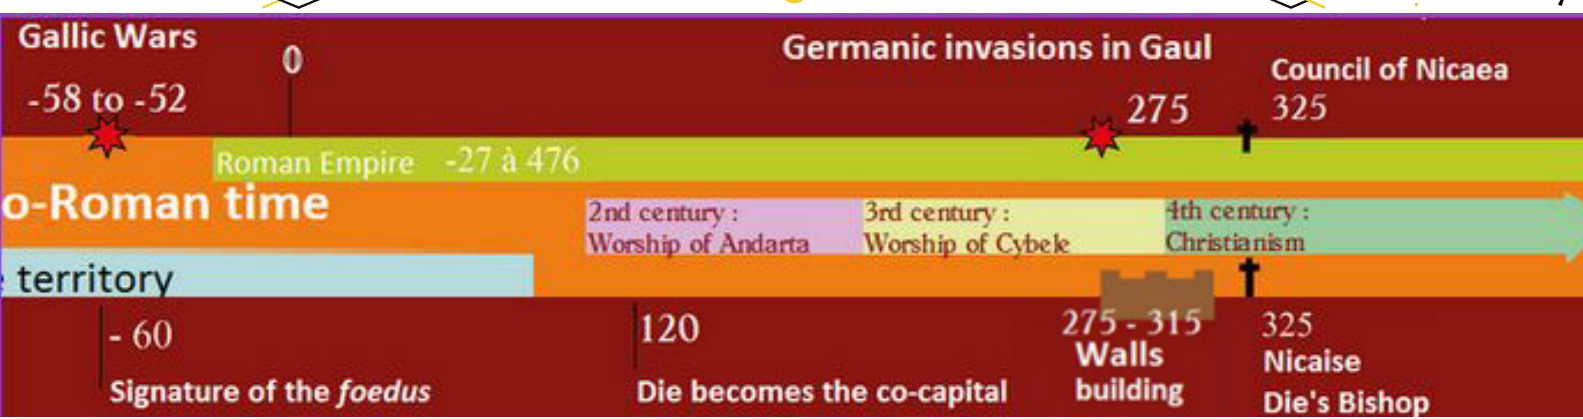 Gallic Wars
-58 to -52
0
Germanic invasions in Gaul
275
Council of Nicaea
325
Roman Empire -27 à 476
o-Roman time
2nd century :
Worship of Andarta
3rd century :
Worship of Cybele
4th century :
Christianism
territory
- 60
Signature of the foedus
120
Die becomes the co-capital
275 - 315
Walls
building
325
Nicaise
Die's Bishop